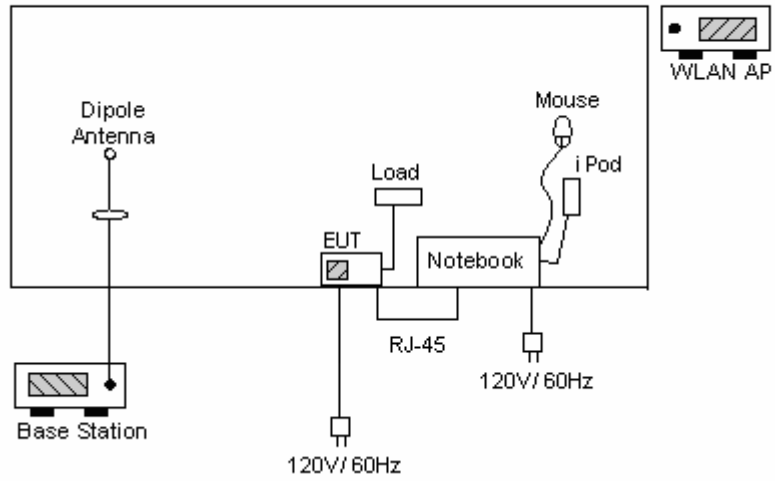 WLAN AP
Mouse
Dipole
Antenna
i Pod
Load
EUT
Notebook
RJ-45
120V/ 60Hz
Base Station
120V/ 60Hz